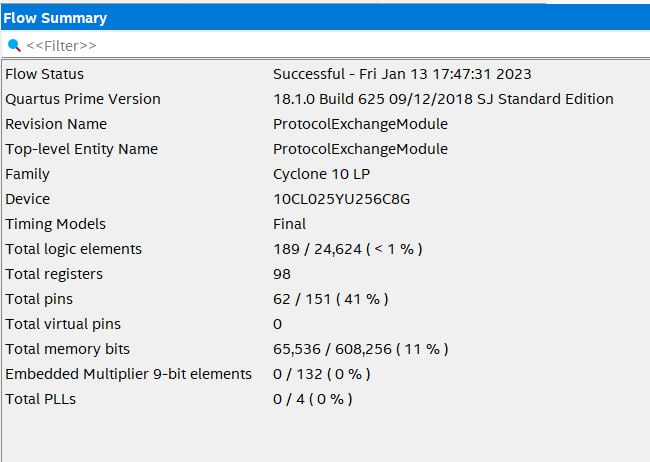 Flow Summary
<<Filter>>
Flow Status Successful - Fri Jan 13 17:47:31 2023
Quartus Prime Version 18.1.0 Build 625 09/12/2018 SJ Standard Edition
Revision Name ProtocolExchangeModule
Top-level Entity Name ProtocolExchangeModule
Family Cyclone 10 LP
Device 10CL025YU256C8G
Timing Models Final
Total logic elements 189 / 24,624 ( < 1 % )
Total registers 98
Total pins 62 / 151 ( 41 % )
Total virtual pins 0
Total memory bits 65,536 / 608,256 ( 11 % )
Embedded Multiplier 9-bit elements 0 / 132 ( 0 % )
Total PLLs 0 / 4 ( 0 % )